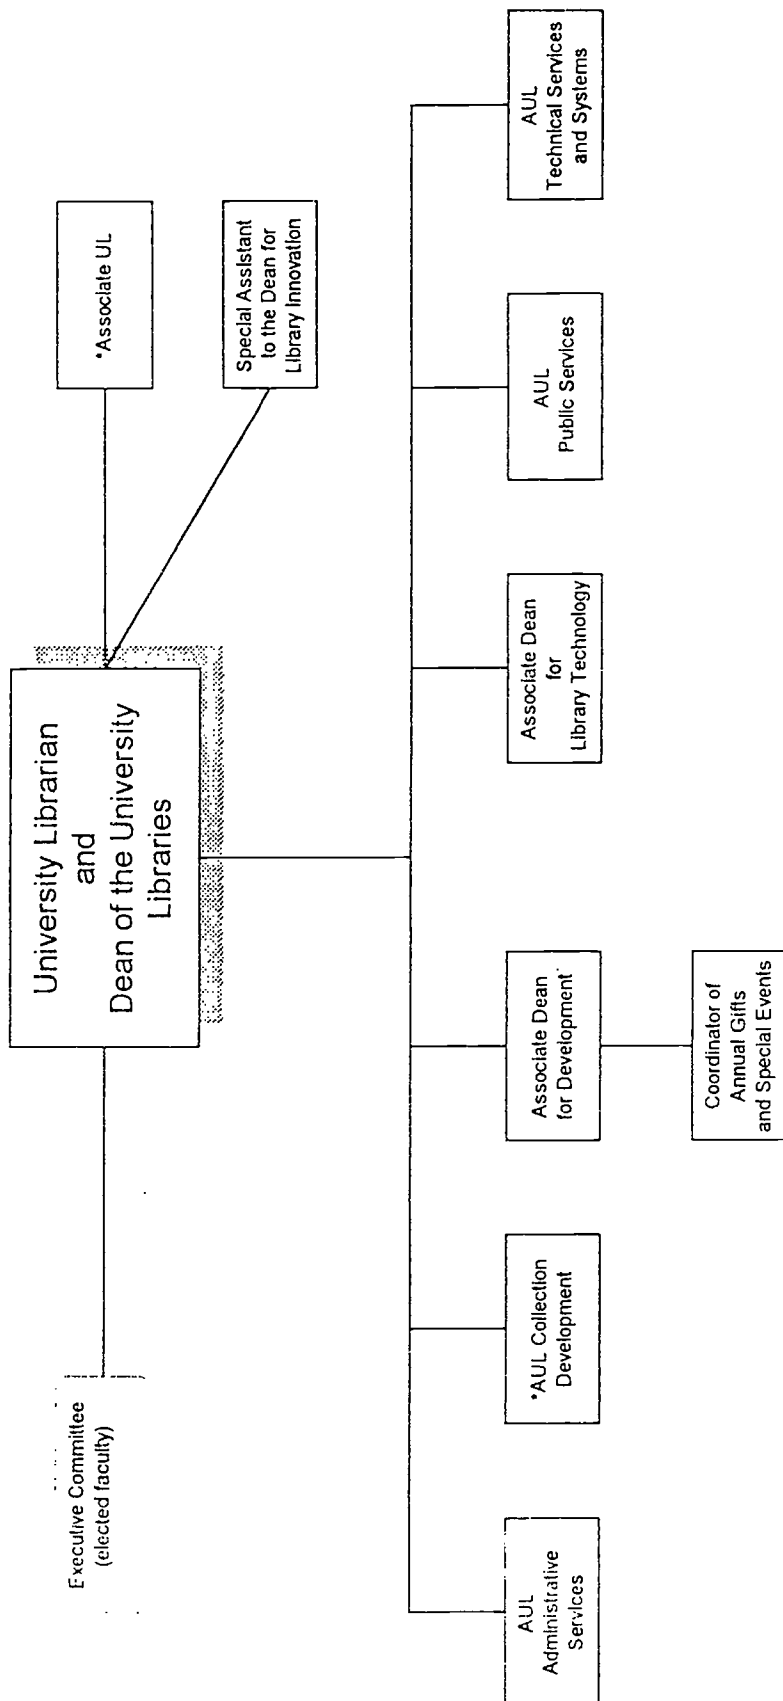 University Librarian
and
Dean of the University
Libraries
Executive Committee
(elected faculty)
*Associate UL
Special Assistant
to the Dean for
Library Innovation
AUL
Administrative
Services
*AUL Collection
Development
Associate Dean
for Development
Associate Dean
for
Library Technology
AUL
Public Services
AUL
Technical Services
and Systems
Coordinator of
Annual Gifts
and Special Events